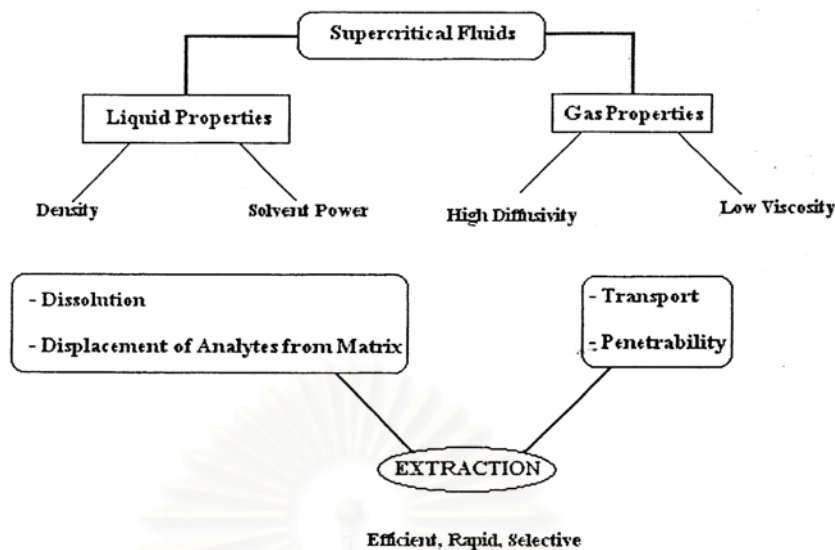 Supercritical Fluids
Liquid Properties
Gas Properties
Density
Solvent Power
High Diffusivity
Low Viscosity
- Dissolution
- Displacement of Analytes from Matrix
- Transport
- Penetrability
EXTRACTION
Efficient, Rapid, Selective